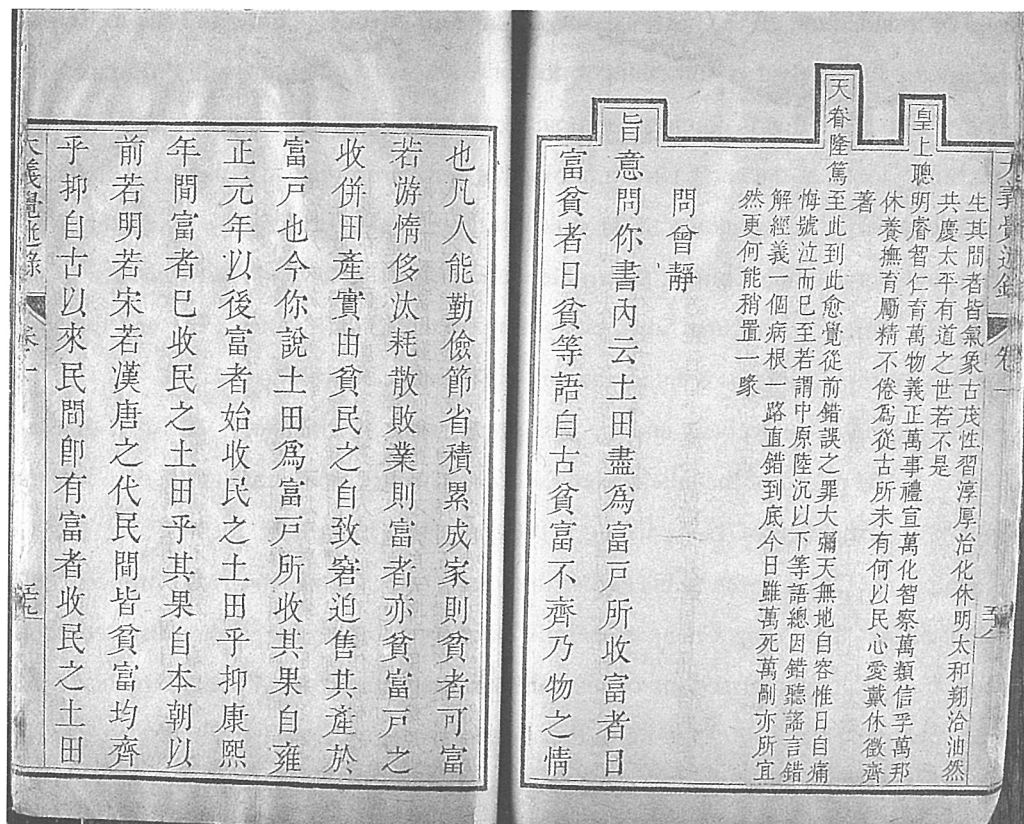 大義覺迷錄 卷一
生其間者皆氣象古茂性習淳厚治化休明太和翔洽油然
共慶太平有道之世若不是
皇上聰明睿智仁育萬物義正萬事禮宣萬化智察萬類信孚萬邦
休養撫育勵精不倦爲從古所未有何以民心愛戴休徵齊
著
天眷隆篤至此到此愈覺從前錯誤之罪大彌天無地自容惟日自痛
悔號泣而已至若謂中原陸沉以下等語總因錯聽謠言錯
解經義一個病根一路直錯到底今日雖萬死萬剮亦所宜
然更何能稍置一喙
問曾靜
旨意問你書內云土田盡爲富戶所收富者日
富貧者日貧等語自古貧富不齊乃物之情
也凡人能勤儉節省積累成家則貧者可富
若游惰侈汰耗散敗業則富者亦貧富戶之
收併田產實由貧民之自致窘迫售其產於
富戶也今你說土田爲富戶所收其果自雍
正元年以後富者始收民之土田乎抑康熙
年間富者已收民之土田乎其果自本朝以
前若明若宋若漢唐之代民間皆貧富均齊
乎抑自古以來民間卽有富者收民之土田
大義覺迷錄 卷一